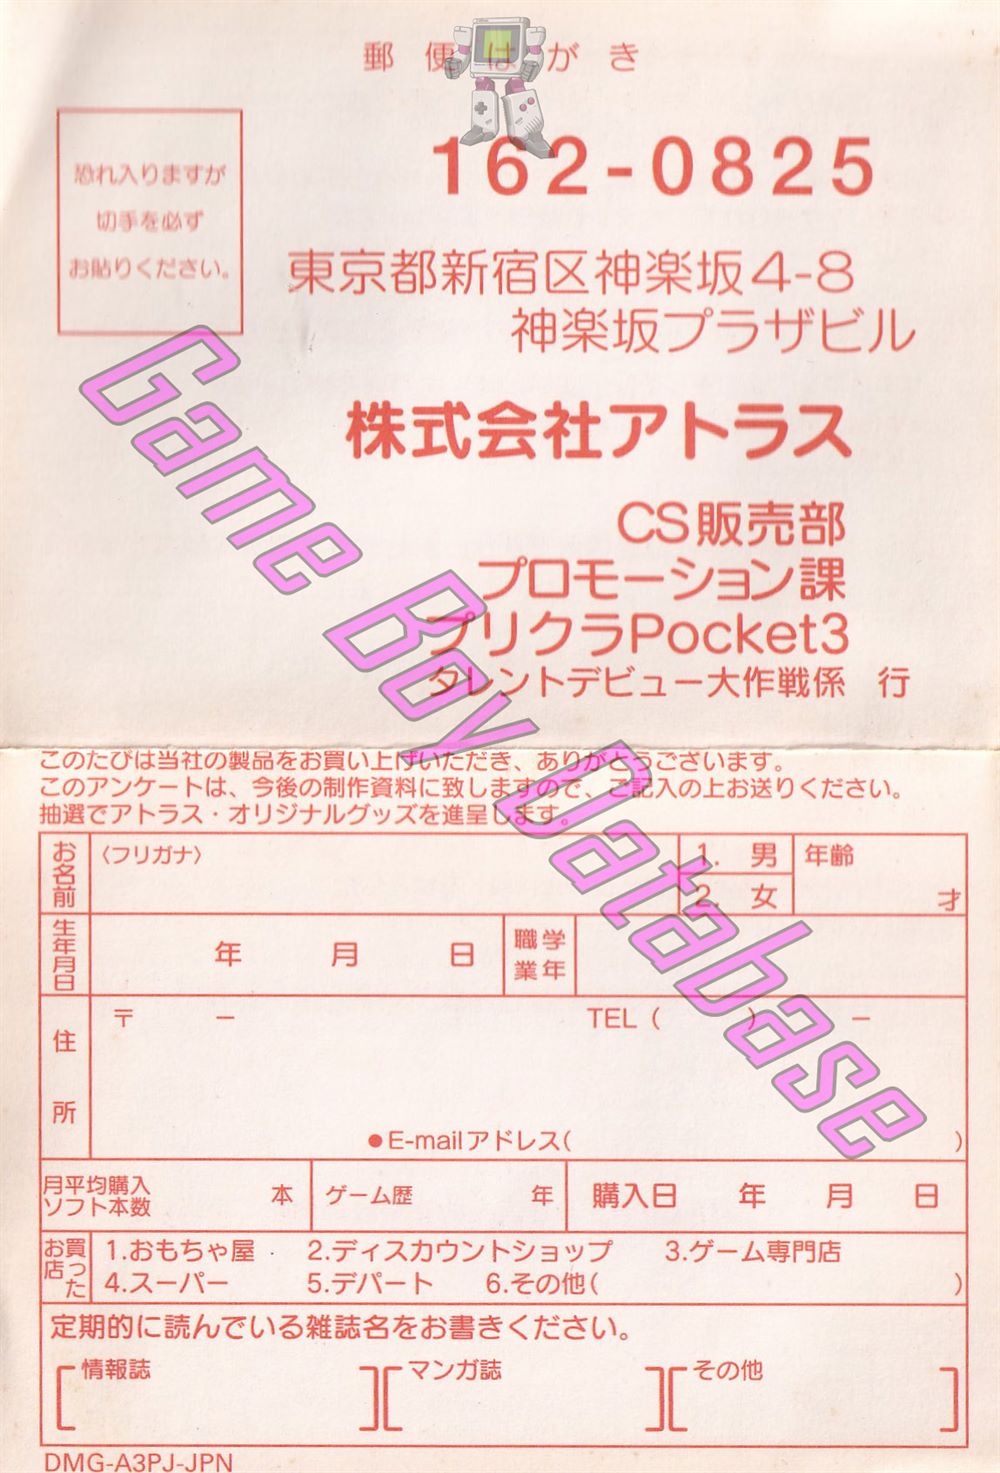 郵便はがき
恐れ入りますが
切手を必ず
お貼りください。
162-0825
東京都新宿区神楽坂4-8
神楽坂プラザビル
株式会社アトラス
CS販売部
プロモーション課
プリクラPocket3
タレントデビュー大作戦係　行
Game Boy Database
このたびは当社の製品をお買い上げいただき、ありがとうございます。
このアンケートは、今後の制作資料に致しますので、ご記入の上お送りください。
抽選でアトラス・オリジナルグッズを進呈します。
お名前
〈フリガナ〉
1. 男
2. 女
年齢
才
生年月日
年 月 日
職業
学年
住所
〒 －
TEL ( ) －
●E-mailアドレス( )
月平均購入
ソフト本数
本
ゲーム歴 年
購入日 年 月 日
お買った店
1.おもちゃ屋 2.ディスカウントショップ 3.ゲーム専門店
4.スーパー 5.デパート 6.その他( )
定期的に読んでいる雑誌名をお書きください。
[情報誌 ][マンガ誌 ][その他 ]
DMG-A3PJ-JPN